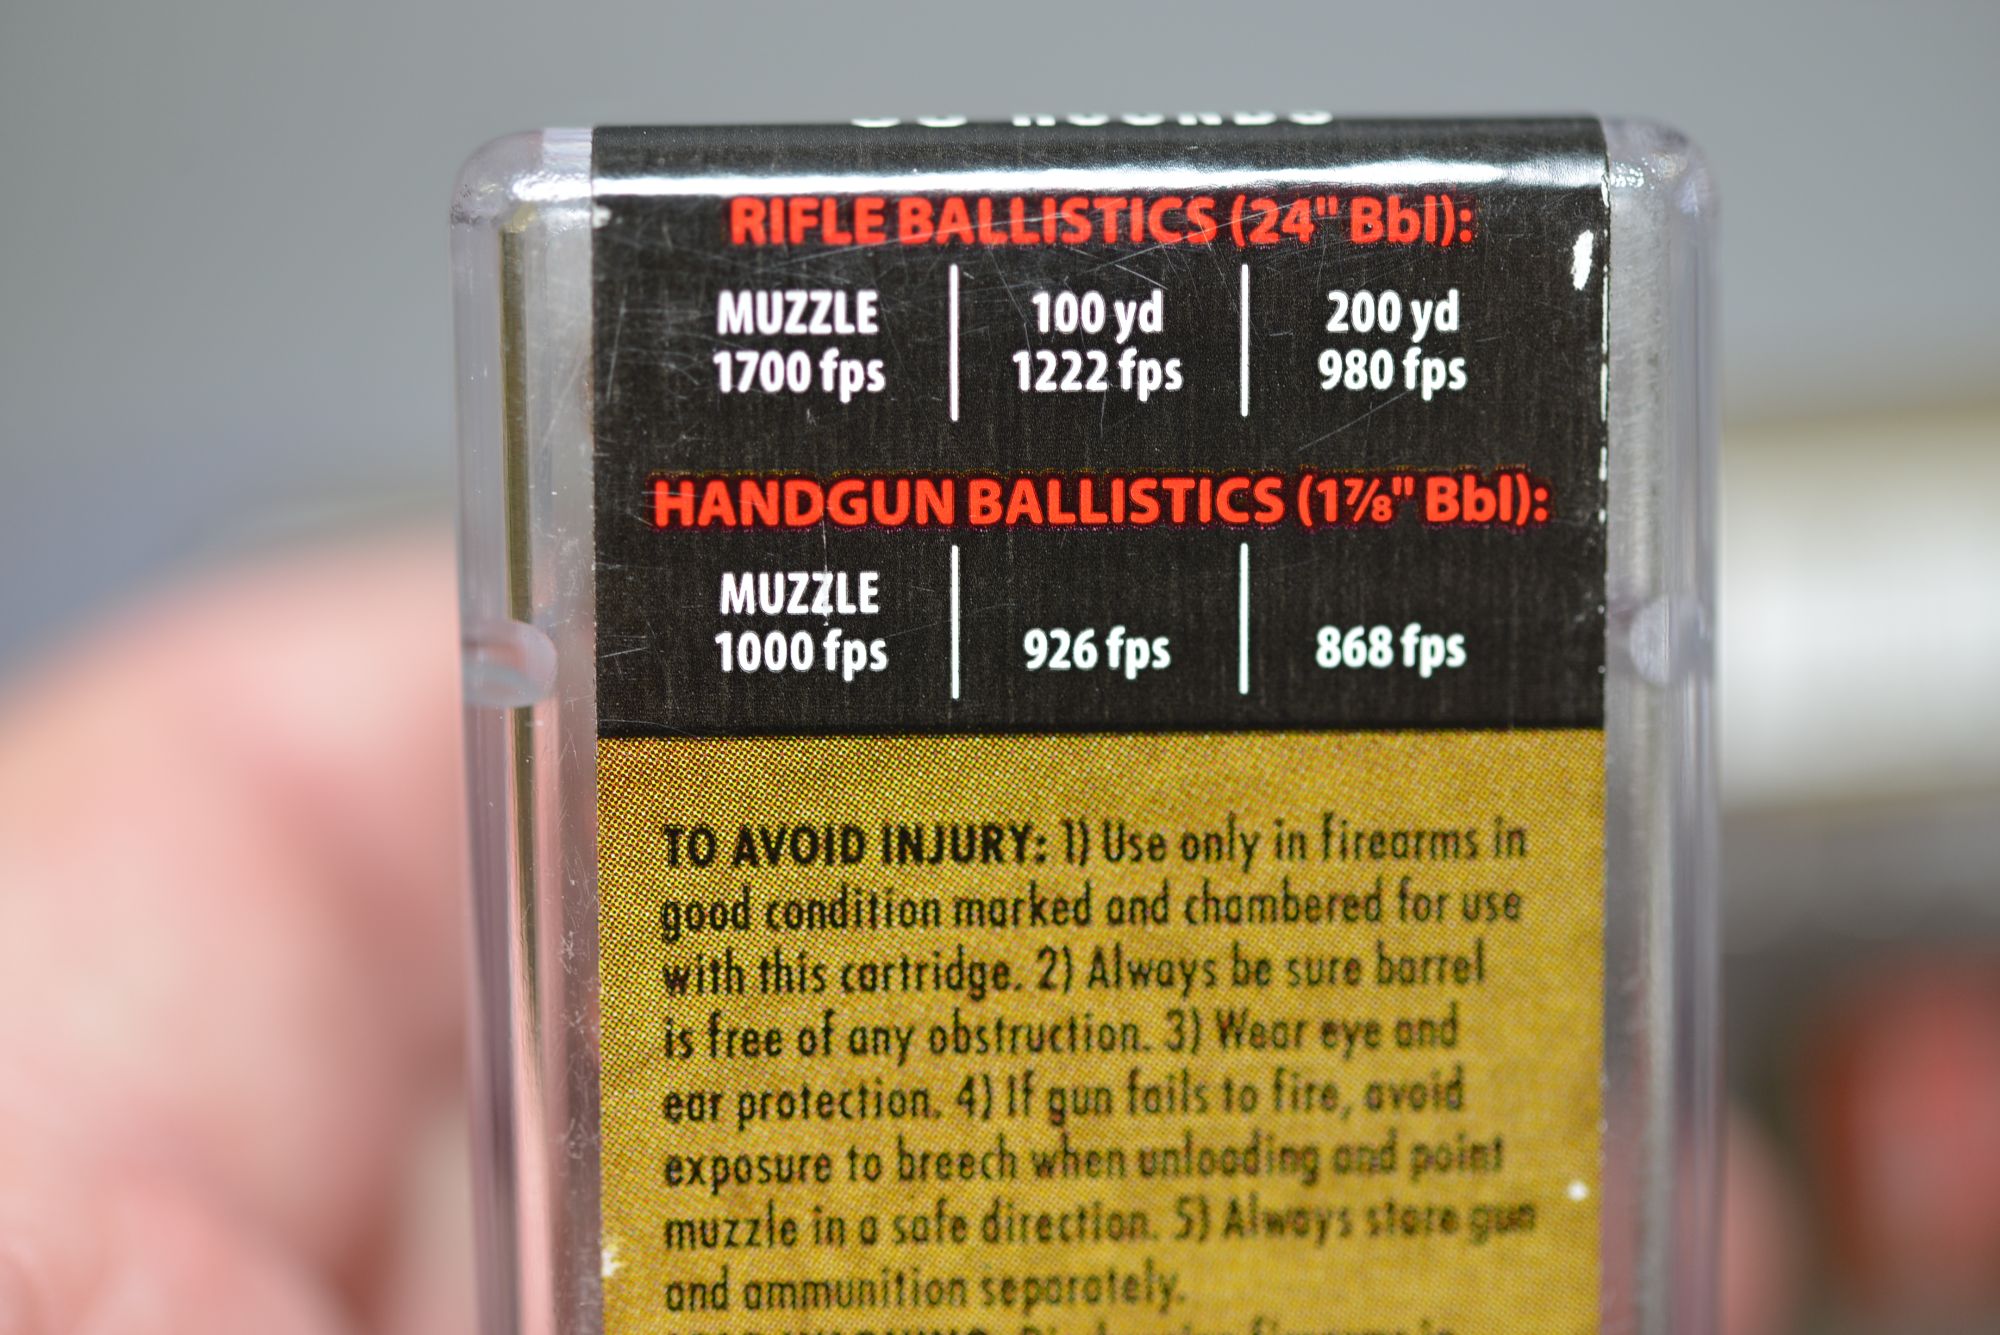 ROUNDS
RIFLE BALLISTICS (24" Bbl):
MUZZLE 100 yd 200 yd
1700 fps 1222 fps 980 fps
HANDGUN BALLISTICS (1⅞" Bbl):
MUZZLE
1000 fps 926 fps 868 fps
TO AVOID INJURY: 1) Use only in firearms in
good condition marked and chambered for use
with this cartridge. 2) Always be sure barrel
is free of any obstruction. 3) Wear eye and
ear protection. 4) If gun fails to fire, avoid
exposure to breech when unloading and point
muzzle in a safe direction. 5) Always store gun
and ammunition separately.